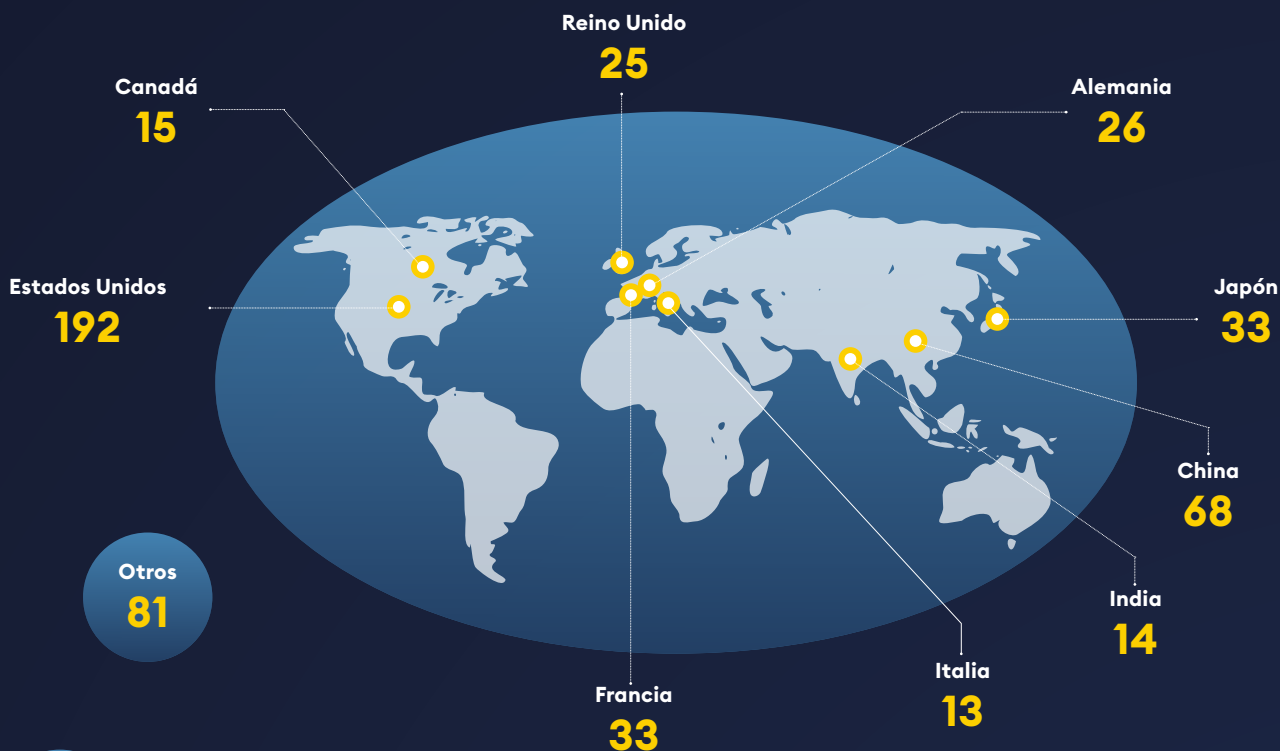 Reino Unido
25
Canadá
15
Alemania
26
Estados Unidos
192
Japón
33
China
68
Otros
81
India
14
Italia
13
Francia
33